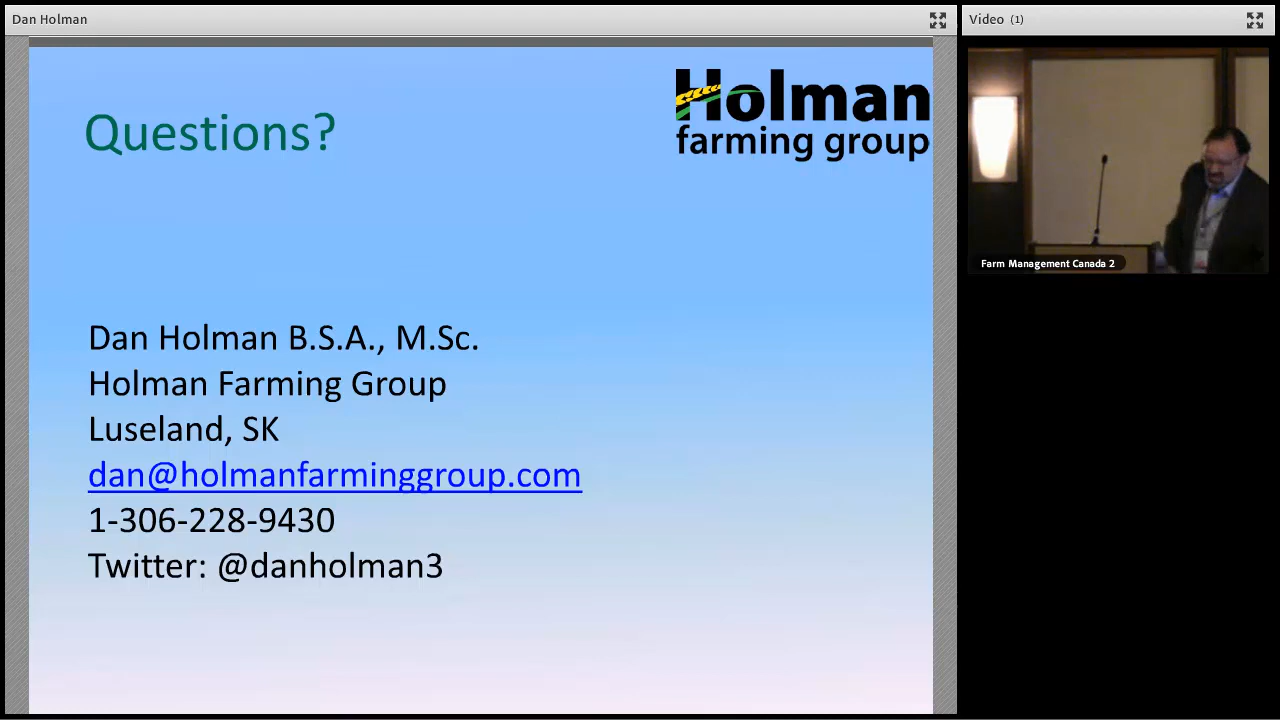 Dan Holman
Video (1)
Holman
farming group
Questions?
Dan Holman B.S.A., M.Sc.
Holman Farming Group
Luseland, SK
dan@holmanfarminggroup.com
1-306-228-9430
Twitter: @danholman3
Farm Management Canada 2